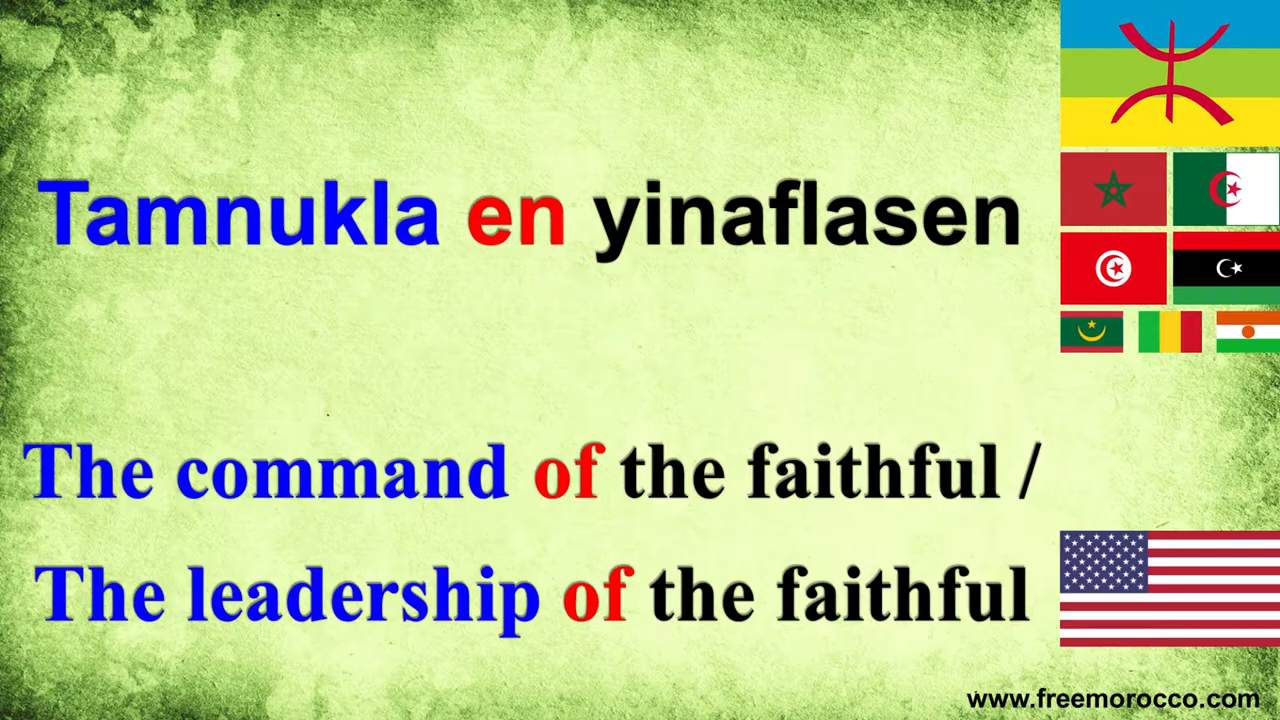 Tamnukla en yinaflasen
The command of the faithful /
The leadership of the faithful
www.freemorocco.com